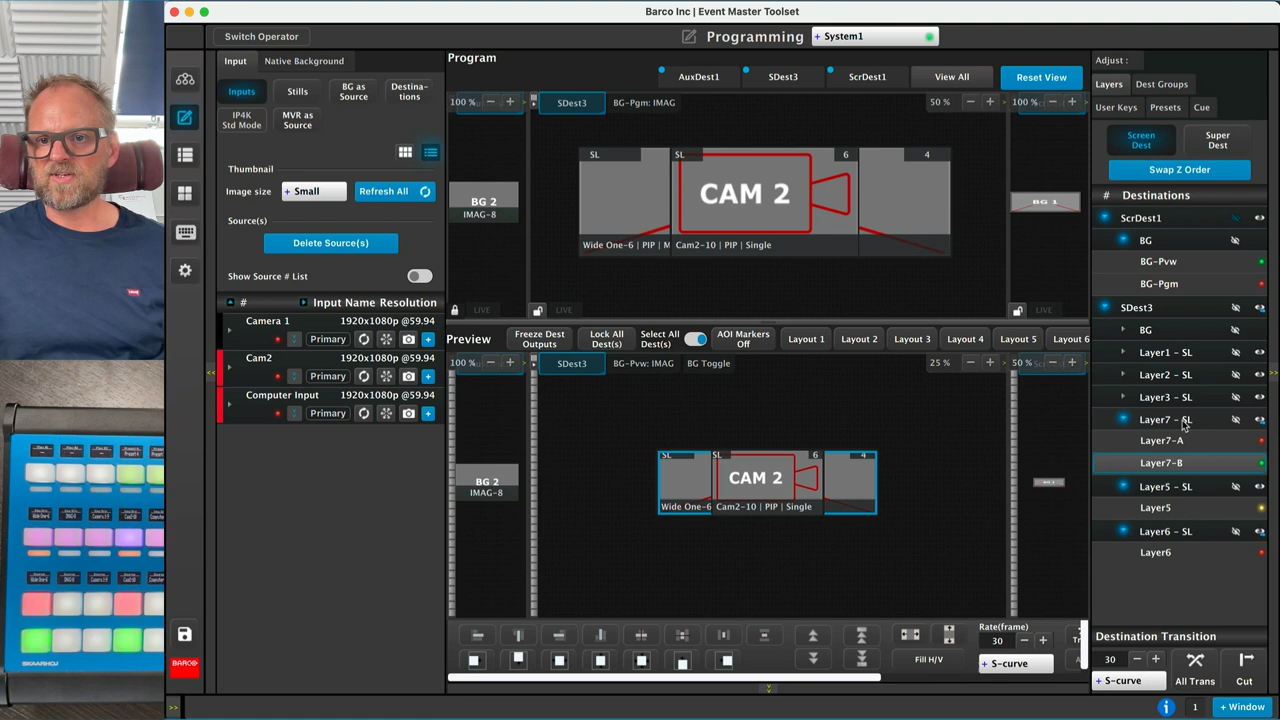 Barco Inc | Event Master Toolset
Switch Operator
Programming
+ System1
Input
Native Background
Inputs
Stills
BG as
Source
Destina-
tions
IP4K
Std Mode
MVR as
Source
Thumbnail
Image size
+ Small
Refresh All
Source(s)
Delete Source(s)
Show Source # List
# Input Name Resolution
Camera 1 1920x1080p @59.94
Primary
Cam2 1920x1080p @59.94
Primary
Computer Input 1920x1080p @59.94
Primary
Program
AuxDest1
SDest3
ScrDest1
View All
Reset View
100 %
SDest3
BG-Pgm: IMAG
50 %
100 %
BG 2
IMAG-8
SL
SL
6
4
CAM 2
Wide One-6 | PIP | M
Cam2-10 | PIP | Single
BG 1
LIVE
LIVE
LIVE
Preview
Freeze Dest
Outputs
Lock All
Dest(s)
Select All
Dest(s)
AOI Markers
Off
Layout 1
Layout 2
Layout 3
Layout 4
Layout 5
Layout 6
100 %
SDest3
BG-Pvw: IMAG
BG Toggle
25 %
50 %
BG 2
IMAG-8
SL
SL
6
4
CAM 2
Wide One-6
Cam2-10 | PIP | Single
Fill H/V
Rate(frame)
30
+ S-curve
Adjust :
Layers
Dest Groups
User Keys
Presets
Cue
Screen
Dest
Super
Dest
Swap Z Order
# Destinations
ScrDest1
BG
BG-Pvw
BG-Pgm
SDest3
BG
Layer1 - SL
Layer2 - SL
Layer3 - SL
Layer7 - SL
Layer7-A
Layer7-B
Layer5 - SL
Layer5
Layer6 - SL
Layer6
Destination Transition
30
+ S-curve
All Trans
Cut
BARCO
>>
1
+ Window
SKAARHOJ